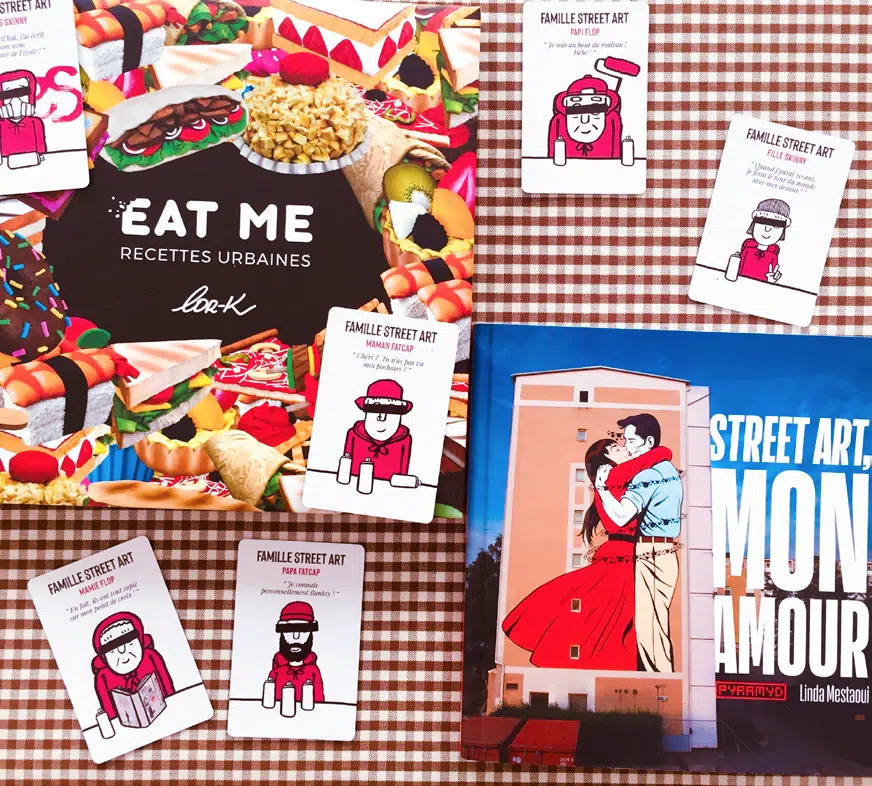 FAMILLE STREET ART
S SKINNY
FAMILLE STREET ART
PAPI FLOP
" Je suis au bout du rouleau !
Héhé ! "
FAMILLE STREET ART
FILLE SKINNY
" Quand j'aurai 20 ans,
je ferai le tour du monde
avec mes dessins ! "
EAT ME
RECETTES URBAINES
LOR-K
FAMILLE STREET ART
MAMAN FATCAP
" Chéri ? Tu n'as pas vu
mes pochoirs ? "
STREET ART,
MON
AMOUR
PYRAMYD
Linda Mestaoui
FAMILLE STREET ART
MAMIE FLOP
" En fait, ils ont tout copié
sur mon point de croix ! "
FAMILLE STREET ART
PAPA FATCAP
" Je connais
personnellement Banksy ! "